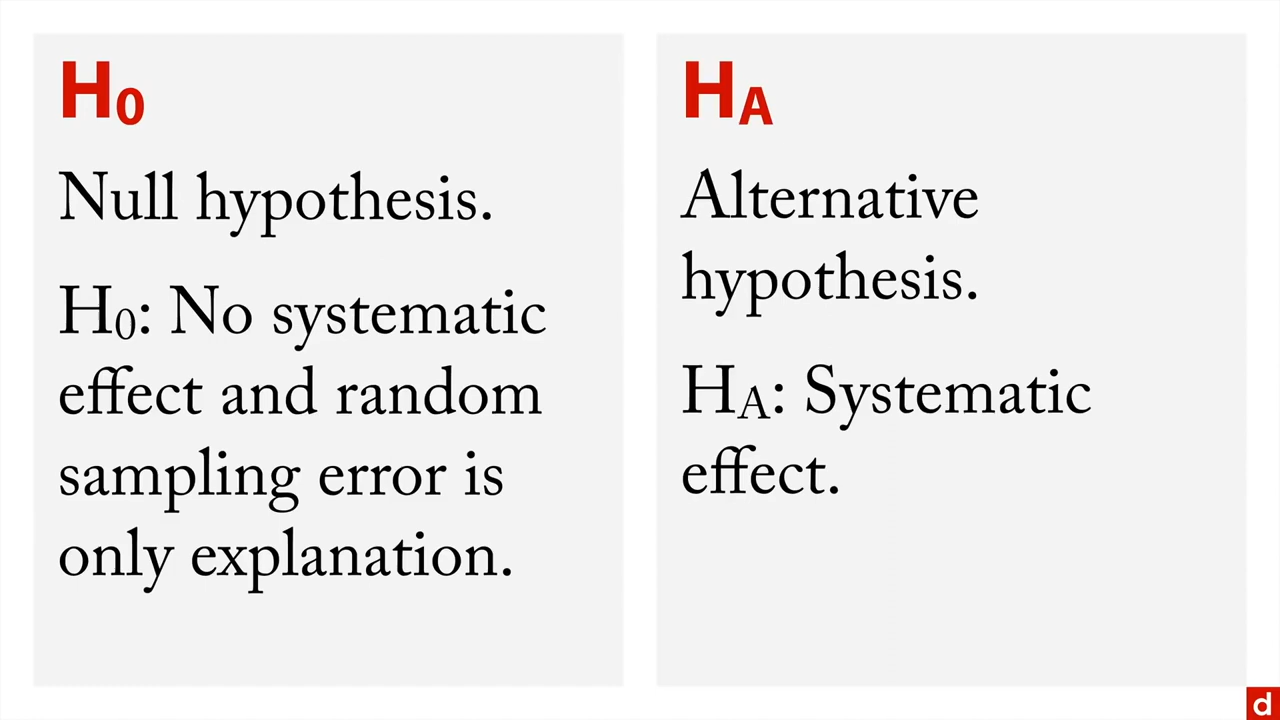 H0
Null hypothesis.
H0: No systematic
effect and random
sampling error is
only explanation.
HA
Alternative
hypothesis.
HA: Systematic
effect.
d